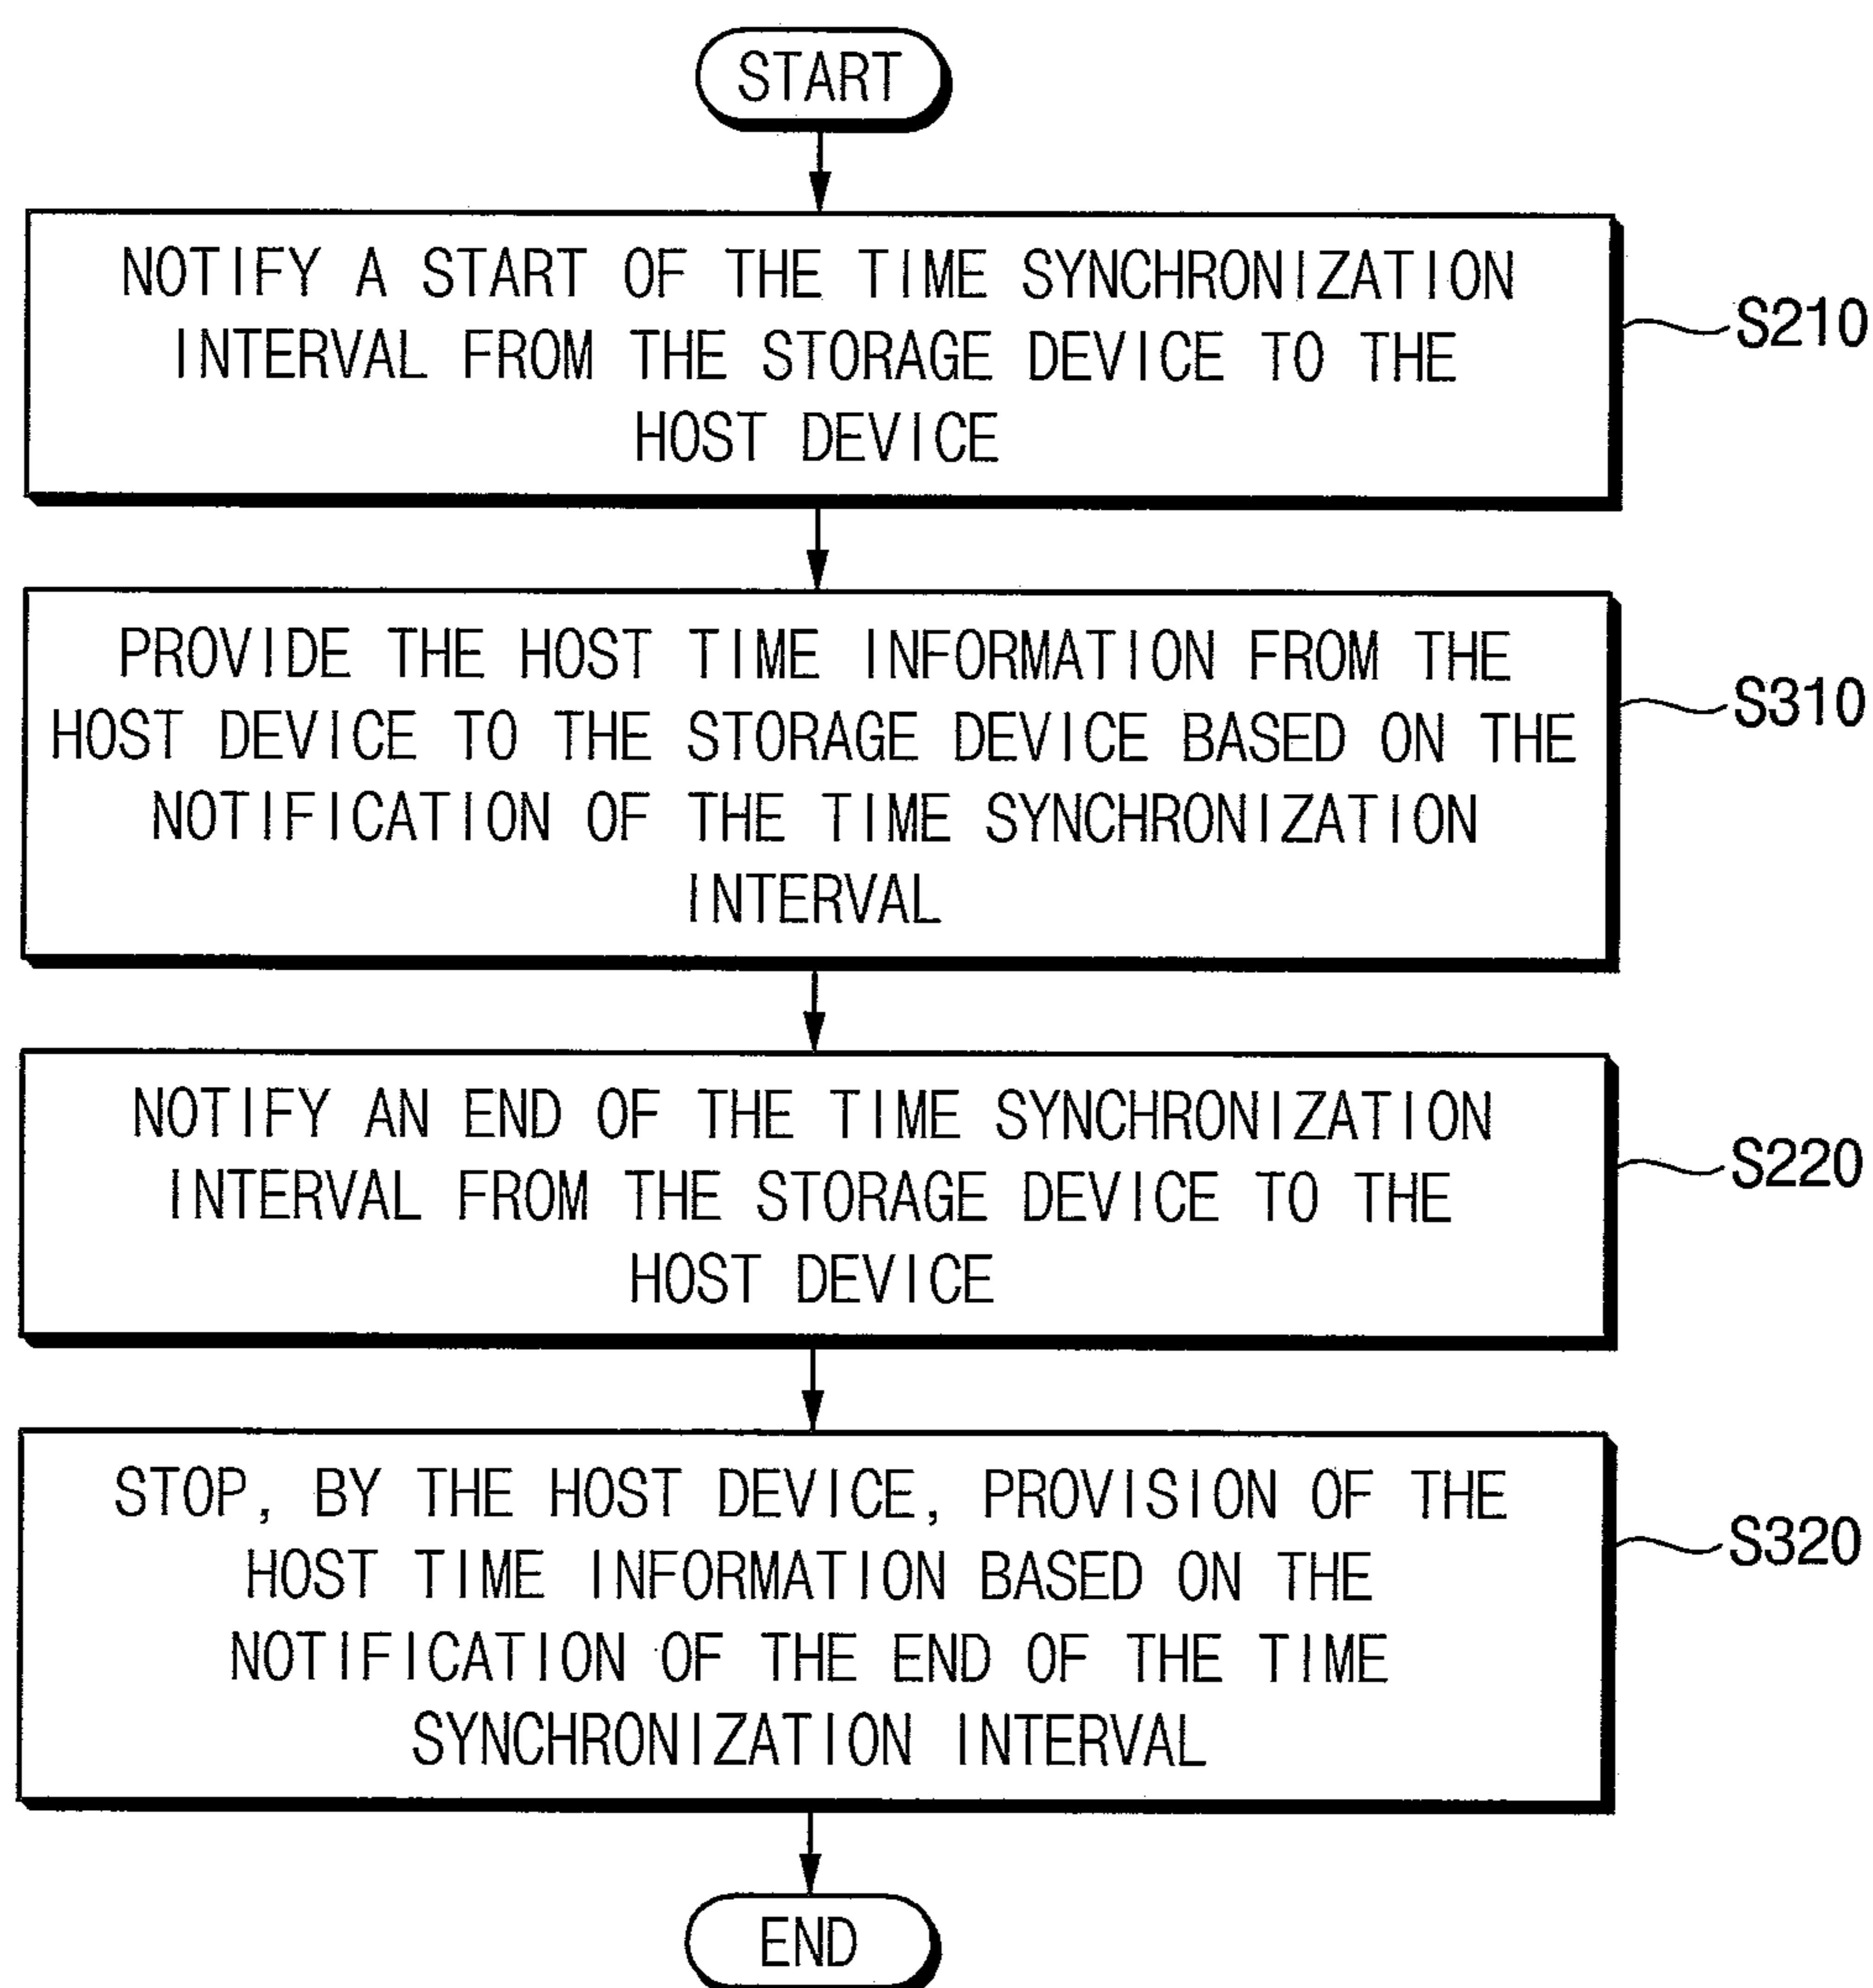 START
NOTIFY A START OF THE TIME SYNCHRONIZATION
INTERVAL FROM THE STORAGE DEVICE TO THE
HOST DEVICE
S210
PROVIDE THE HOST TIME INFORMATION FROM THE
HOST DEVICE TO THE STORAGE DEVICE BASED ON THE
NOTIFICATION OF THE TIME SYNCHRONIZATION
INTERVAL
S310
NOTIFY AN END OF THE TIME SYNCHRONIZATION
INTERVAL FROM THE STORAGE DEVICE TO THE
HOST DEVICE
S220
STOP, BY THE HOST DEVICE, PROVISION OF THE
HOST TIME INFORMATION BASED ON THE
NOTIFICATION OF THE END OF THE TIME
SYNCHRONIZATION INTERVAL
S320
END